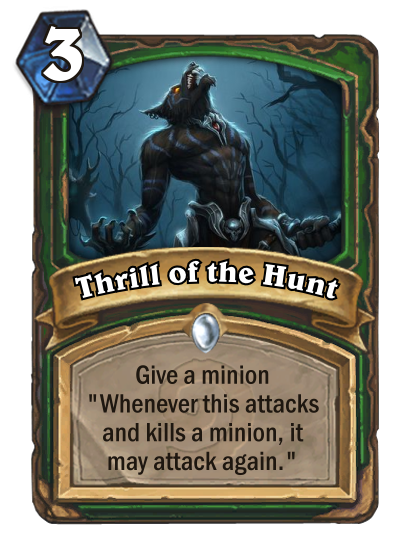 3
Thrill of the Hunt
Give a minion
"Whenever this attacks
and kills a minion, it
may attack again."